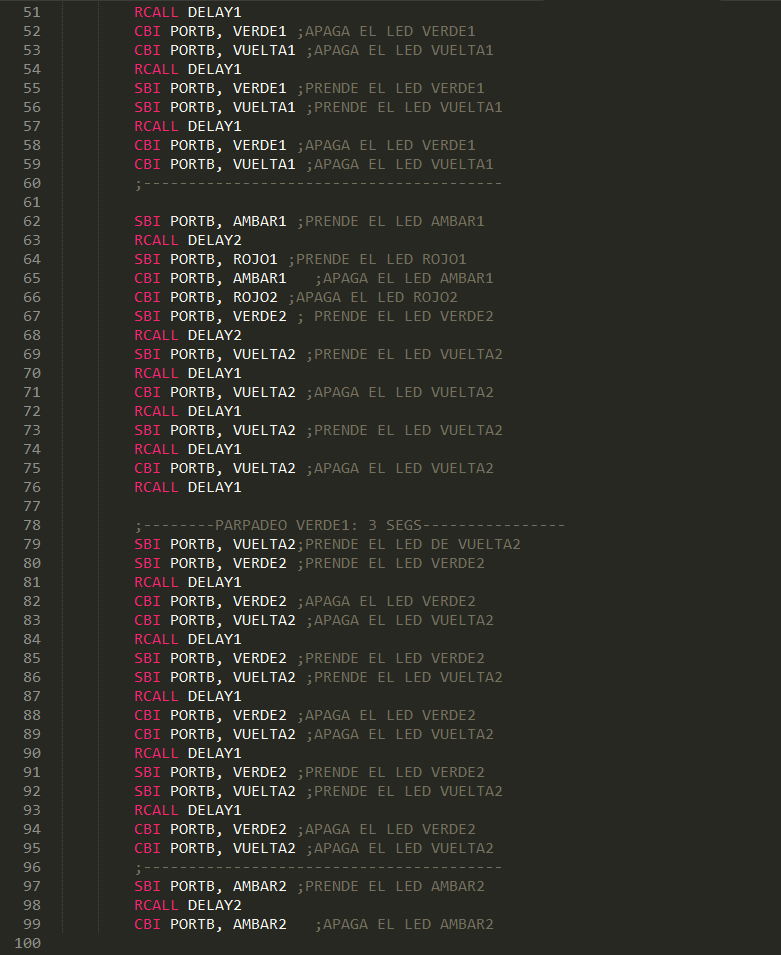 51 RCALL DELAY1
52 CBI PORTB, VERDE1 ;APAGA EL LED VERDE1
53 CBI PORTB, VUELTA1 ;APAGA EL LED VUELTA1
54 RCALL DELAY1
55 SBI PORTB, VERDE1 ;PRENDE EL LED VERDE1
56 SBI PORTB, VUELTA1 ;PRENDE EL LED VUELTA1
57 RCALL DELAY1
58 CBI PORTB, VERDE1 ;APAGA EL LED VERDE1
59 CBI PORTB, VUELTA1 ;APAGA EL LED VUELTA1
60 ;----------------------------------------
61
62 SBI PORTB, AMBAR1 ;PRENDE EL LED AMBAR1
63 RCALL DELAY2
64 SBI PORTB, ROJO1 ;PRENDE EL LED ROJO1
65 CBI PORTB, AMBAR1   ;APAGA EL LED AMBAR1
66 CBI PORTB, ROJO2 ;APAGA EL LED ROJO2
67 SBI PORTB, VERDE2 ; PRENDE EL LED VERDE2
68 RCALL DELAY2
69 SBI PORTB, VUELTA2 ;PRENDE EL LED VUELTA2
70 RCALL DELAY1
71 CBI PORTB, VUELTA2 ;APAGA EL LED VUELTA2
72 RCALL DELAY1
73 SBI PORTB, VUELTA2 ;PRENDE EL LED VUELTA2
74 RCALL DELAY1
75 CBI PORTB, VUELTA2 ;APAGA EL LED VUELTA2
76 RCALL DELAY1
77
78 ;--------PARPADEO VERDE1: 3 SEGS----------------
79 SBI PORTB, VUELTA2;PRENDE EL LED DE VUELTA2
80 SBI PORTB, VERDE2 ;PRENDE EL LED VERDE2
81 RCALL DELAY1
82 CBI PORTB, VERDE2 ;APAGA EL LED VERDE2
83 CBI PORTB, VUELTA2 ;APAGA EL LED VUELTA2
84 RCALL DELAY1
85 SBI PORTB, VERDE2 ;PRENDE EL LED VERDE2
86 SBI PORTB, VUELTA2 ;PRENDE EL LED VUELTA2
87 RCALL DELAY1
88 CBI PORTB, VERDE2 ;APAGA EL LED VERDE2
89 CBI PORTB, VUELTA2 ;APAGA EL LED VUELTA2
90 RCALL DELAY1
91 SBI PORTB, VERDE2 ;PRENDE EL LED VERDE2
92 SBI PORTB, VUELTA2 ;PRENDE EL LED VUELTA2
93 RCALL DELAY1
94 CBI PORTB, VERDE2 ;APAGA EL LED VERDE2
95 CBI PORTB, VUELTA2 ;APAGA EL LED VUELTA2
96 ;----------------------------------------
97 SBI PORTB, AMBAR2 ;PRENDE EL LED AMBAR2
98 RCALL DELAY2
99 CBI PORTB, AMBAR2   ;APAGA EL LED AMBAR2
100